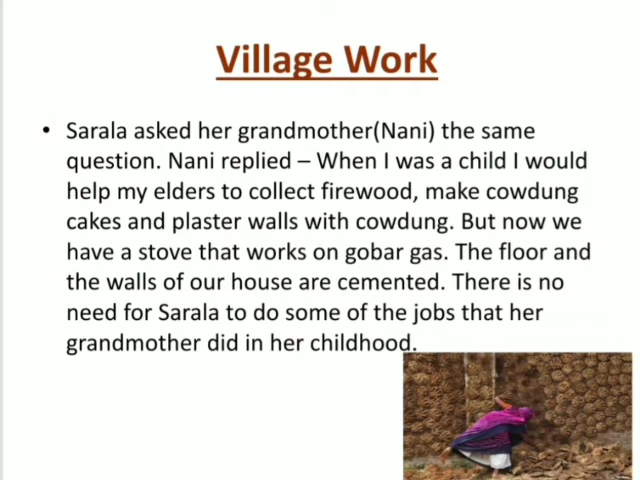 Village Work
• Sarala asked her grandmother(Nani) the same
question. Nani replied – When I was a child I would
help my elders to collect firewood, make cowdung
cakes and plaster walls with cowdung. But now we
have a stove that works on gobar gas. The floor and
the walls of our house are cemented. There is no
need for Sarala to do some of the jobs that her
grandmother did in her childhood.